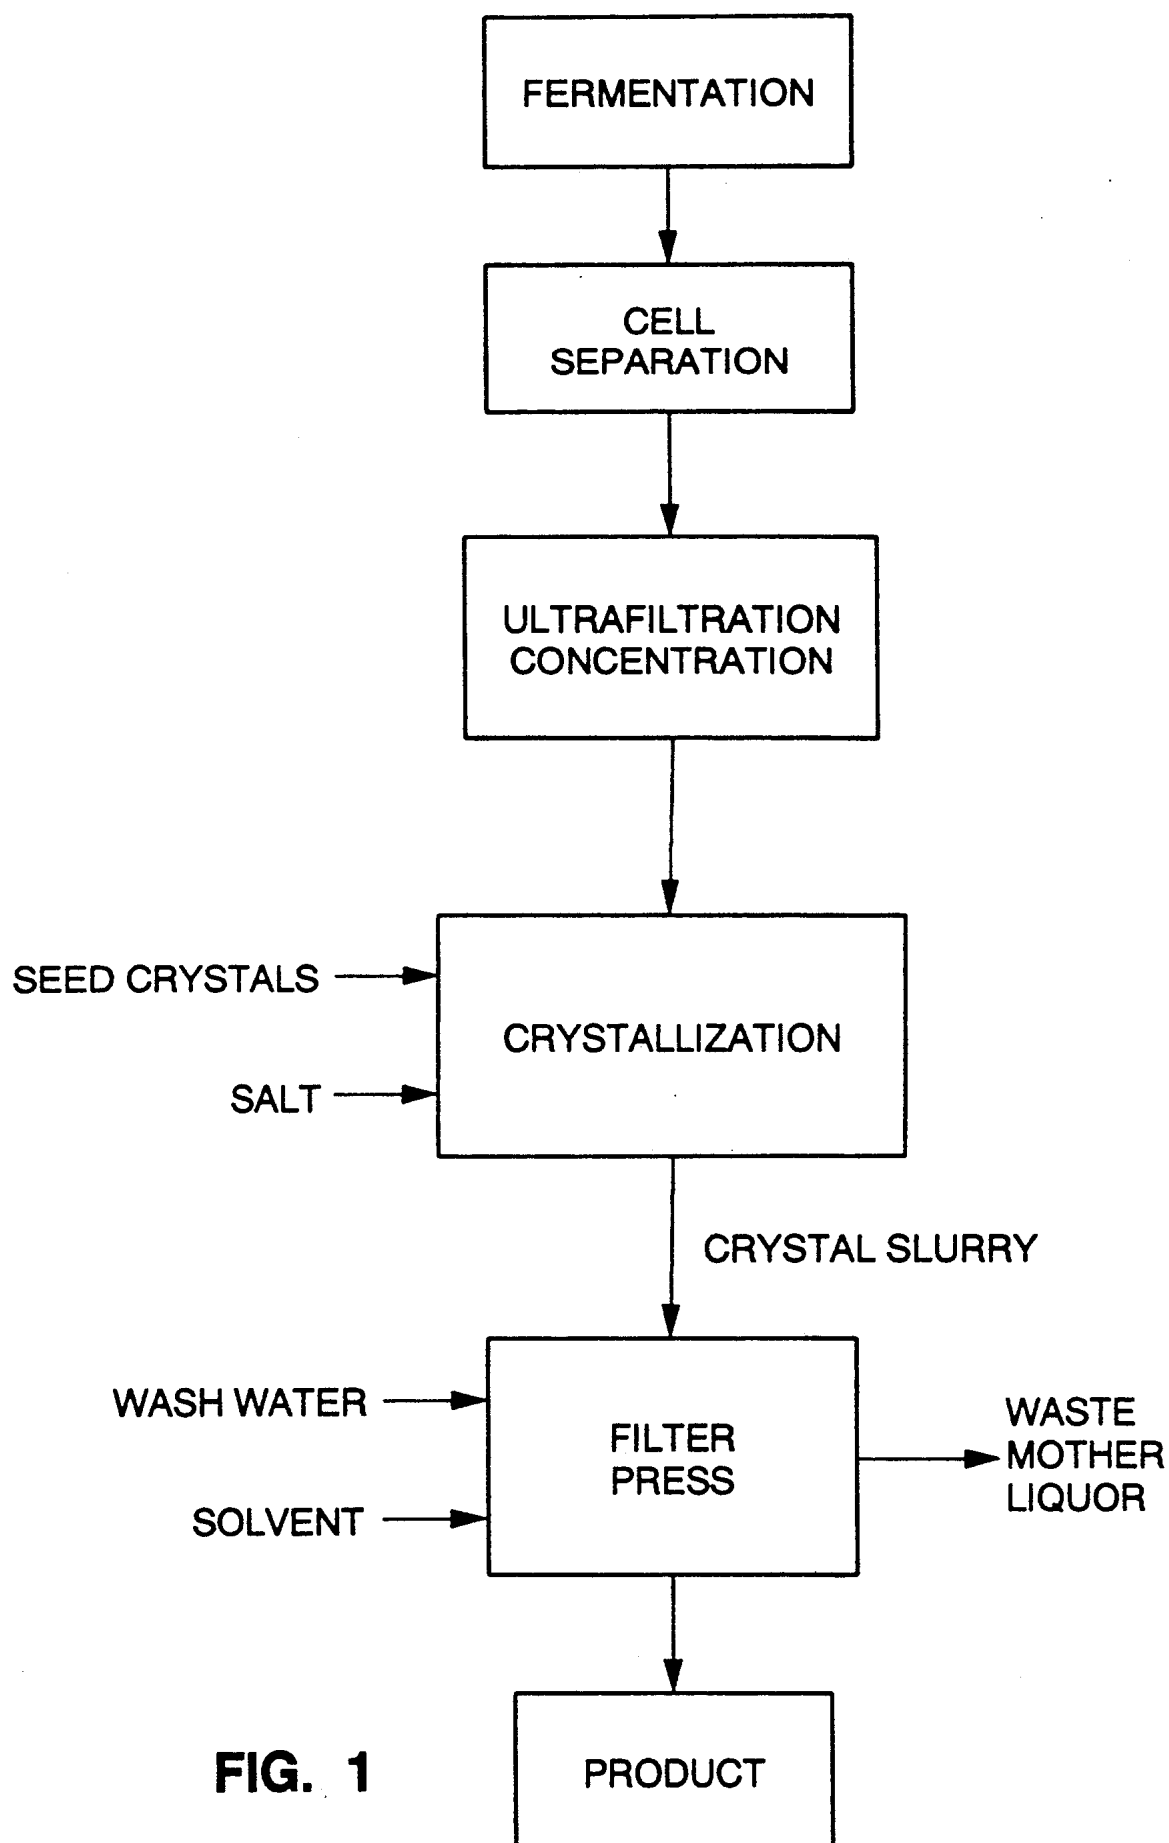 FERMENTATION
CELL
SEPARATION
ULTRAFILTRATION
CONCENTRATION
SEED CRYSTALS
CRYSTALLIZATION
SALT
CRYSTAL SLURRY
WASH WATER
FILTER
PRESS
SOLVENT
WASTE
MOTHER
LIQUOR
PRODUCT
FIG. 1